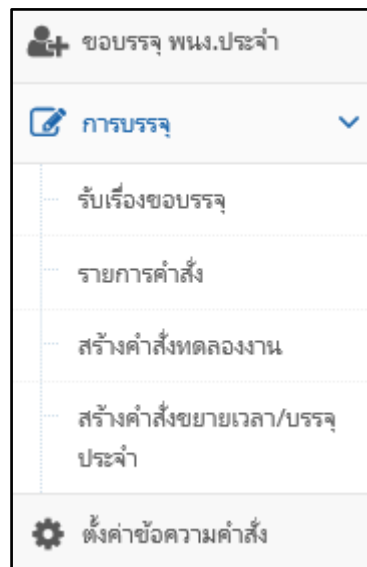 ขอบรรจุ พนง.ประจำ
การบรรจุ
รับเรื่องขอบรรจุ
รายการคำสั่ง
สร้างคำสั่งทดลองงาน
สร้างคำสั่งขยายเวลา/บรรจุ
ประจำ
ตั้งค่าข้อความคำสั่ง